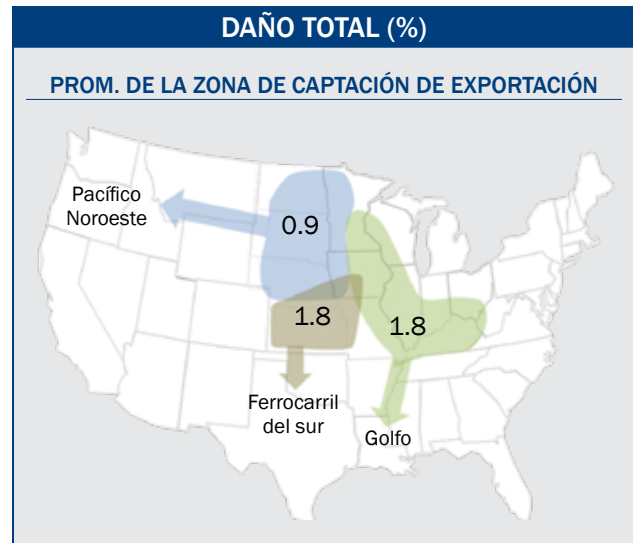 DAÑO TOTAL (%)
PROM. DE LA ZONA DE CAPTACIÓN DE EXPORTACIÓN
Pacífico
Noroeste
0.9
1.8
1.8
Ferrocarril
del sur
Golfo